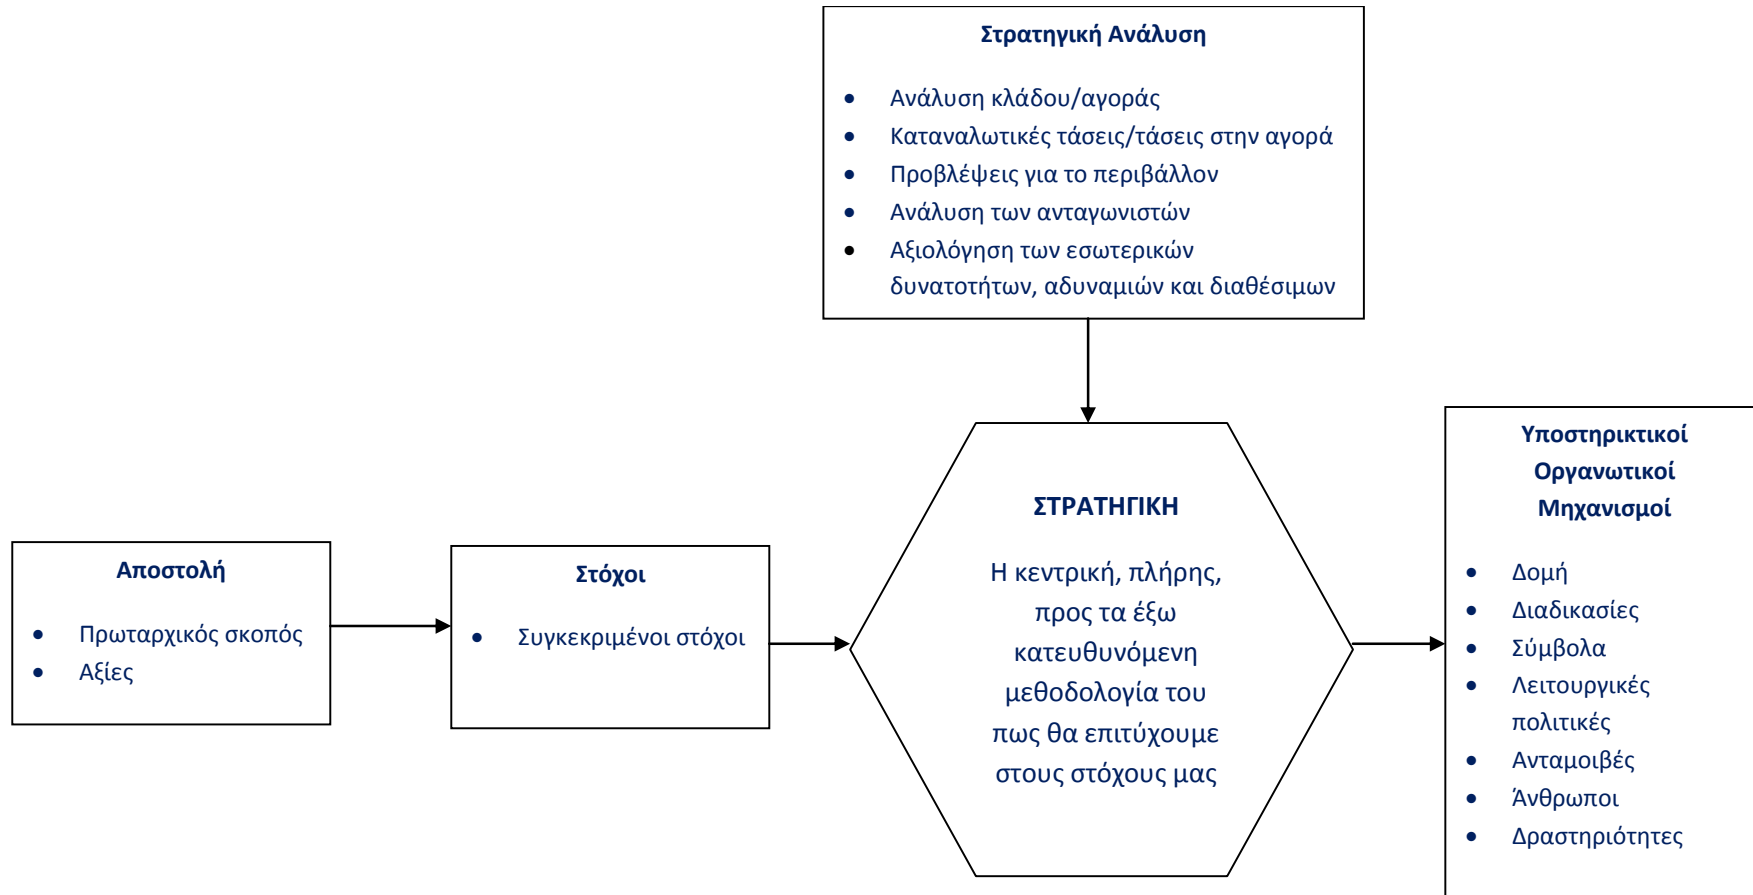 Στρατηγική Ανάλυση
• Ανάλυση κλάδου/αγοράς
• Καταναλωτικές τάσεις/τάσεις στην αγορά
• Προβλέψεις για το περιβάλλον
• Ανάλυση των ανταγωνιστών
• Αξιολόγηση των εσωτερικών
δυνατοτήτων, αδυναμιών και διαθέσιμων
Αποστολή
• Πρωταρχικός σκοπός
• Αξίες
Στόχοι
• Συγκεκριμένοι στόχοι
ΣΤΡΑΤΗΓΙΚΗ
Η κεντρική, πλήρης,
προς τα έξω
κατευθυνόμενη
μεθοδολογία του
πως θα επιτύχουμε
στους στόχους μας
Υποστηρικτικοί
Οργανωτικοί
Μηχανισμοί
• Δομή
• Διαδικασίες
• Σύμβολα
• Λειτουργικές
πολιτικές
• Ανταμοιβές
• Άνθρωποι
• Δραστηριότητες